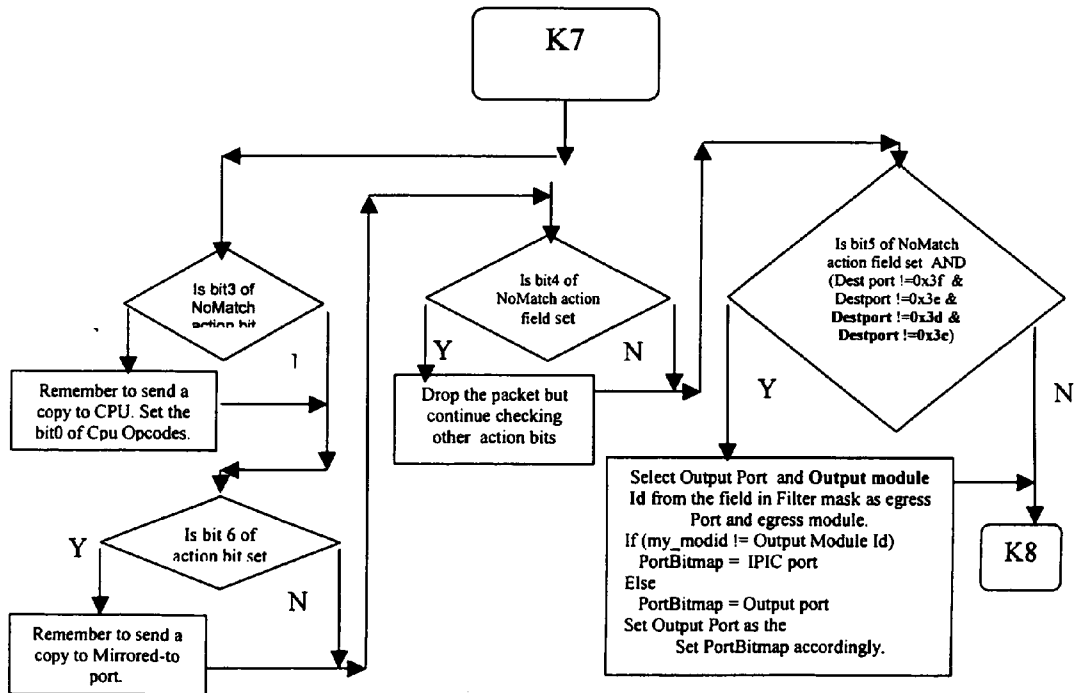 K7
Is bit3 of
NoMatch
action bit
Remember to send a
copy to CPU. Set the
bit0 of Cpu Opcodes.
Is bit 6 of
action bit set
Y
N
Remember to send a
copy to Mirrored-to
port.
Is bit4 of
NoMatch action
field set
Y
N
Drop the packet but
continue checking
other action bits
Is bit5 of NoMatch
action field set AND
(Dest port !=0x3f &
Destport !=0x3e &
Destport !=0x3d &
Destport !=0x3c)
Y
N
Select Output Port and Output module
Id from the field in Filter mask as egress
Port and egress module.
If (my_modid != Output Module Id)
PortBitmap = IPIC port
Else
PortBitmap = Output port
Set Output Port as the
Set PortBitmap accordingly.
K8